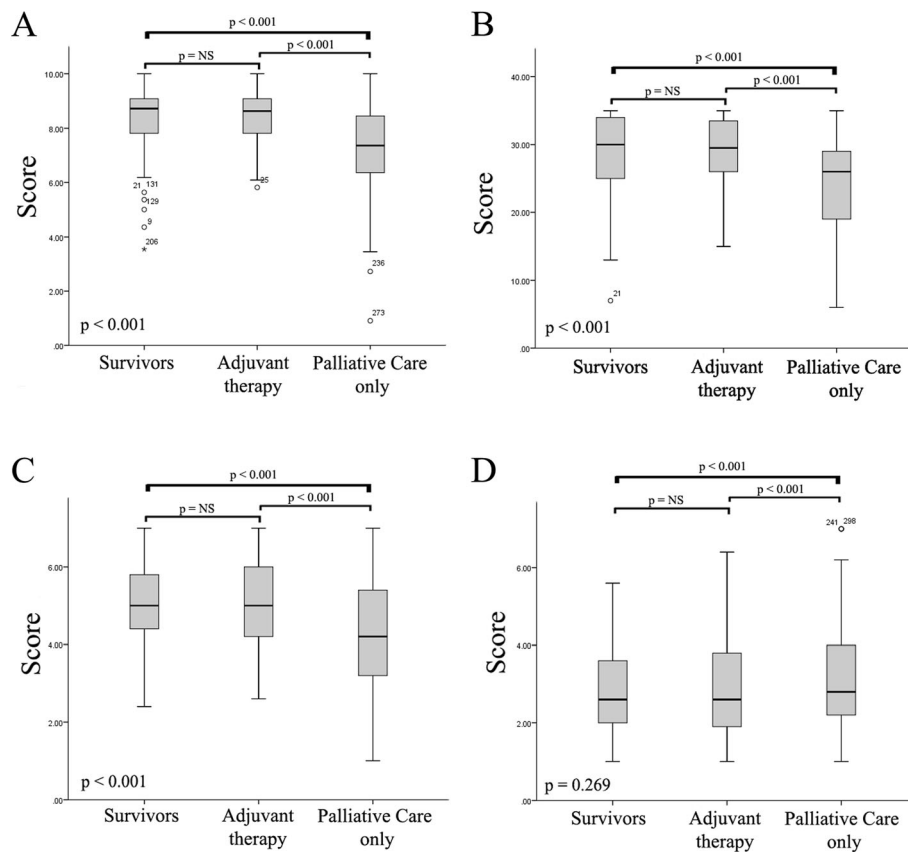 A
p < 0.001
p = NS
p < 0.001
10.00
8.00
6.00
4.00
2.00
.00
Score
21 131
129
9
206
25
236
273
p < 0.001
Survivors
Adjuvant therapy
Palliative Care only
B
p < 0.001
p = NS
p < 0.001
40.00
30.00
20.00
10.00
.00
Score
21
p < 0.001
Survivors
Adjuvant therapy
Palliative Care only
C
p < 0.001
p = NS
p < 0.001
6.00
4.00
2.00
.00
Score
p < 0.001
Survivors
Adjuvant therapy
Palliative Care only
D
p < 0.001
p = NS
p < 0.001
241 298
6.00
4.00
2.00
.00
Score
p = 0.269
Survivors
Adjuvant therapy
Palliative Care only